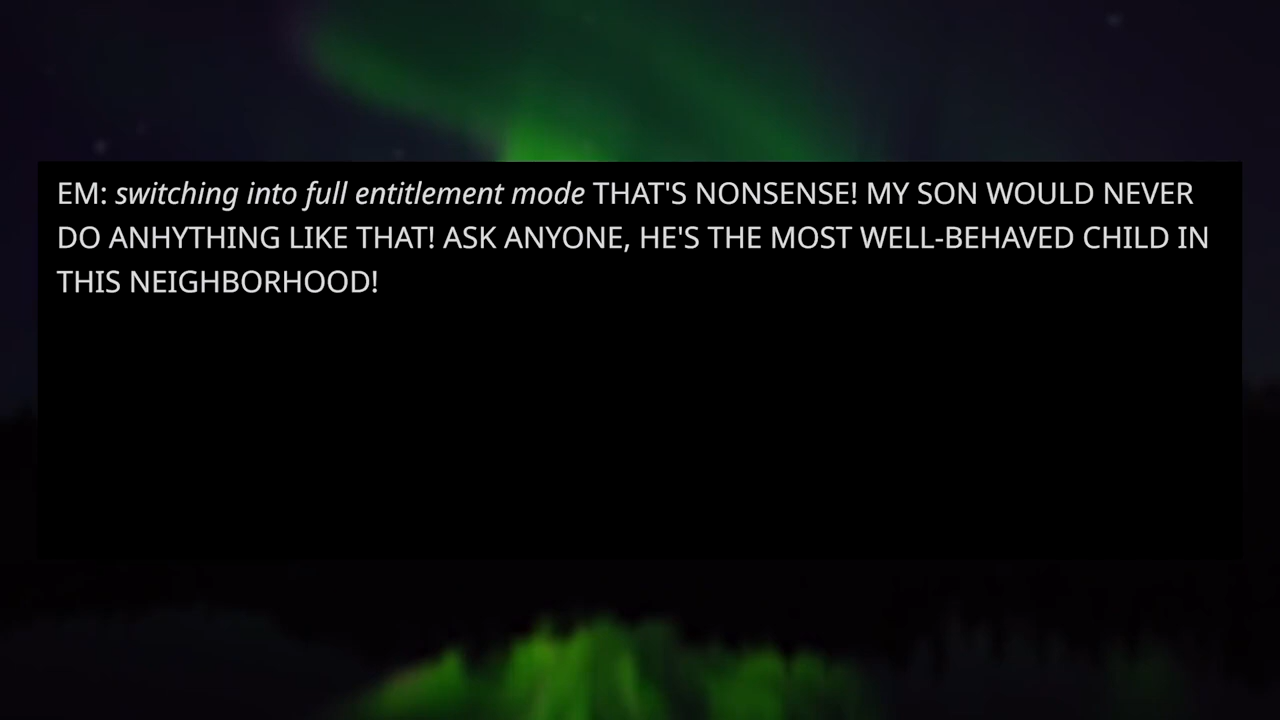 EM: switching into full entitlement mode THAT'S NONSENSE! MY SON WOULD NEVER
DO ANHYTHING LIKE THAT! ASK ANYONE, HE'S THE MOST WELL-BEHAVED CHILD IN
THIS NEIGHBORHOOD!